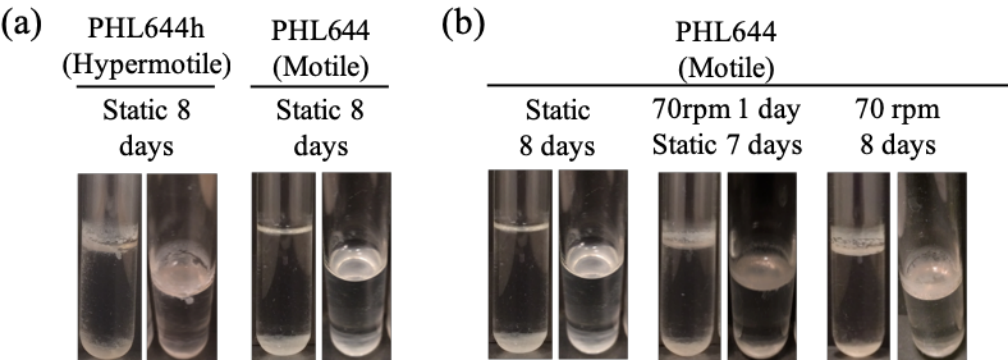 (a)
PHL644h
(Hypermotile)
Static 8
days
PHL644
(Motile)
Static 8
days
(b)
PHL644
(Motile)
Static
8 days
70rpm 1 day
Static 7 days
70 rpm
8 days